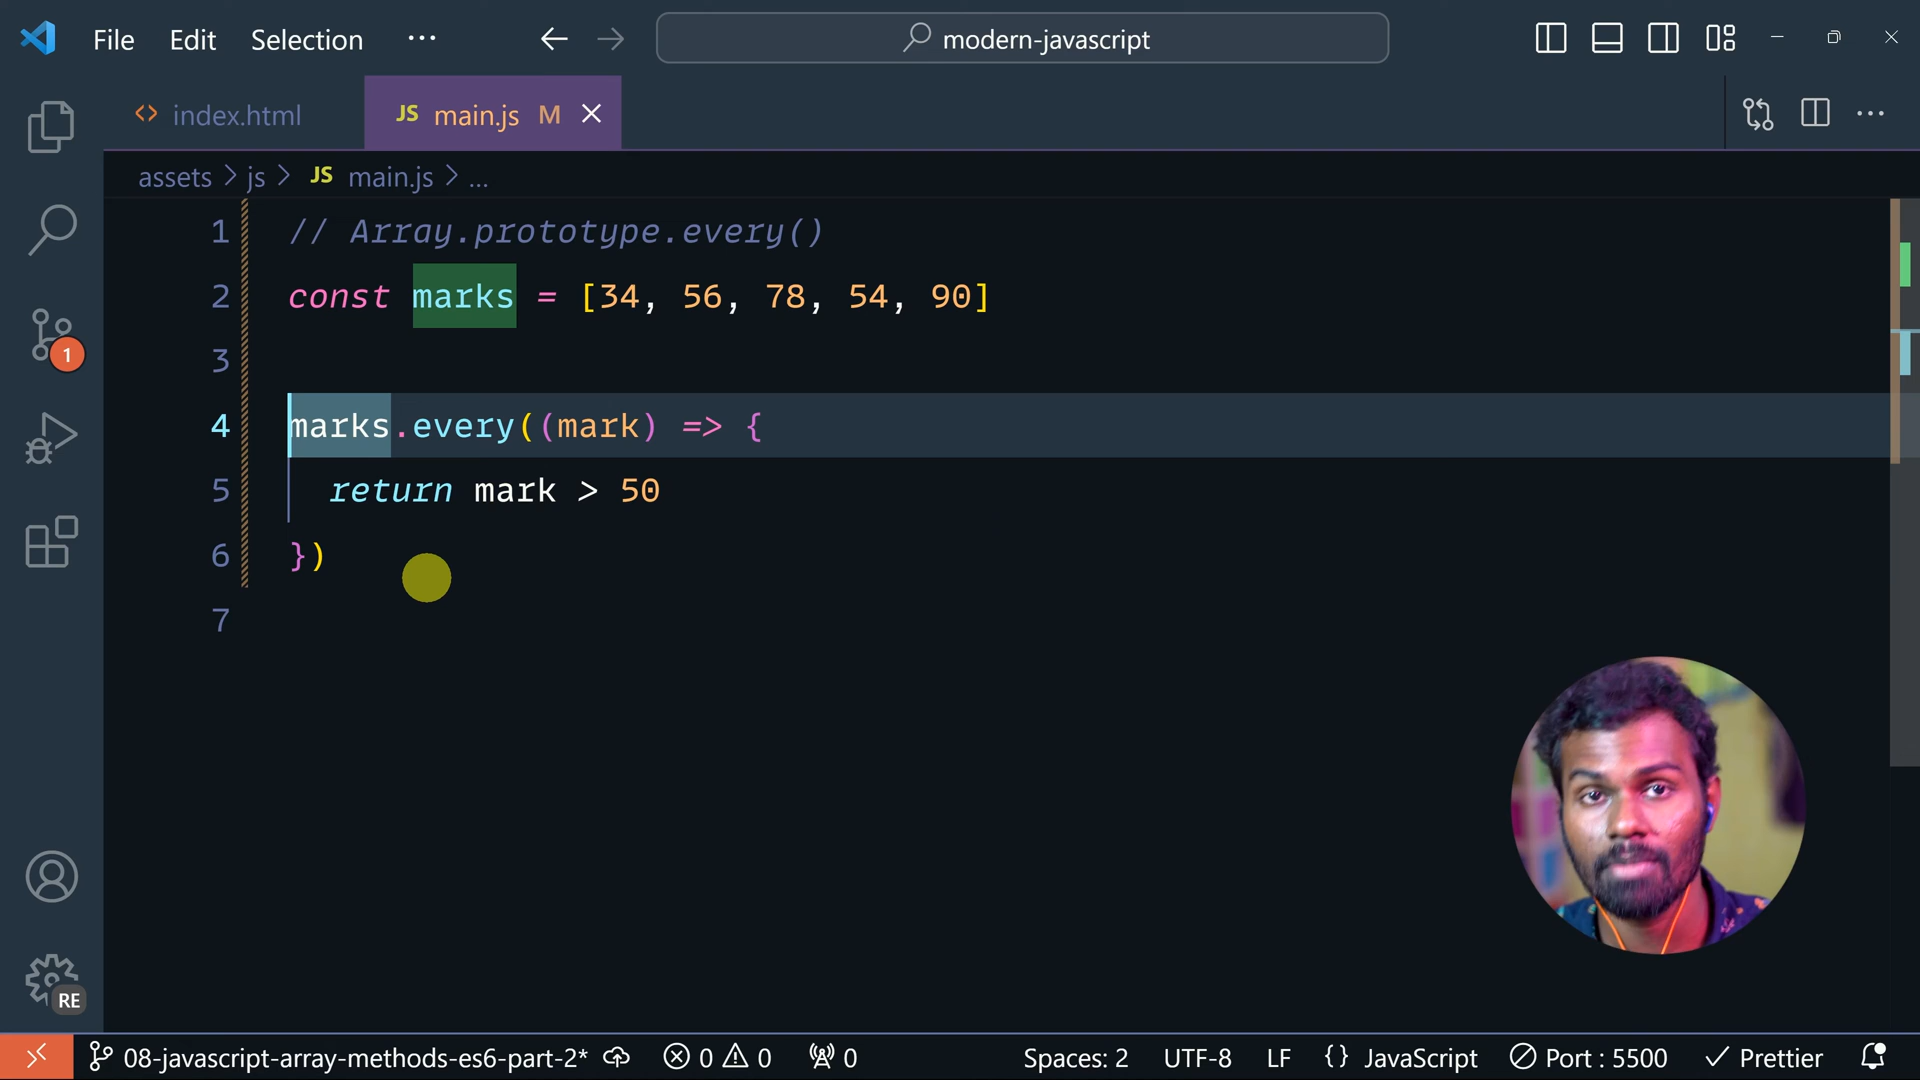 File Edit Selection ··· modern-javascript
index.html JS main.js M
assets > js > JS main.js > ...
1 // Array.prototype.every()
2 const marks = [34, 56, 78, 54, 90]
3
4 marks.every((mark) => {
5 return mark > 50
6 })
7
1
RE
08-javascript-array-methods-es6-part-2* 0 0 0 Spaces: 2 UTF-8 LF {} JavaScript Port : 5500 Prettier